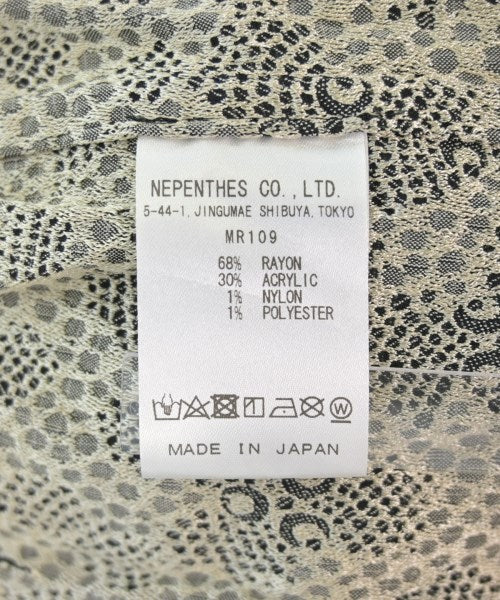 NEPENTHES CO.,LTD.
5-44-1, JINGUMAE SHIBUYA, TOKYO
MR109
68% RAYON
30% ACRYLIC
1% NYLON
1% POLYESTER
W
MADE IN JAPAN